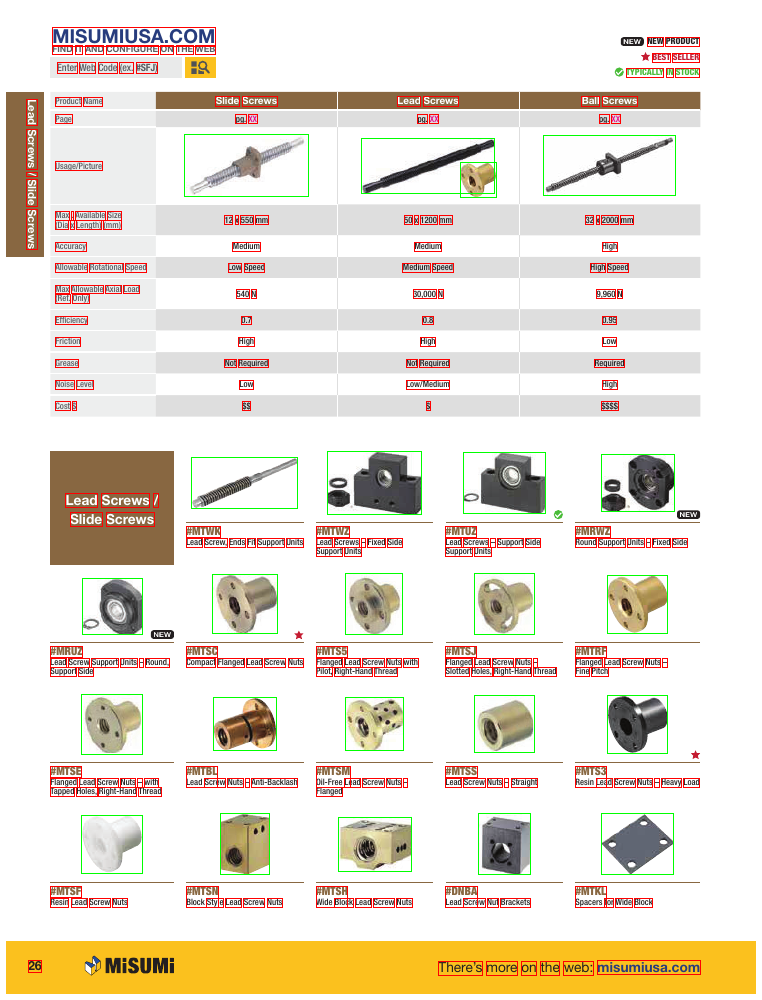 MISUMIUSA.COM
FIND IT AND CONFIGURE ON THE WEB
Enter Web Code (ex. #SFJ)
NEW NEW PRODUCT
BEST SELLER
TYPICALLY IN STOCK
Lead Screws / Slide Screws
Product Name Slide Screws Lead Screws Ball Screws
Page pg. XX pg. XX pg. XX
Usage/Picture
Max. Available Size
(Dia x Length) (mm) 12 x 550 mm 50 x 1200 mm 32 x 2000 mm
Accuracy Medium Medium High
Allowable Rotational Speed Low Speed Medium Speed High Speed
Max Allowable Axial Load
(Ref. Only) 540 N 30,000 N 9,960 N
Efficiency 0.7 0.8 0.95
Friction High High Low
Grease Not Required Not Required Required
Noise Level Low Low/Medium High
Cost $ $$ $ $$$$
Lead Screws /
Slide Screws
#MTWK
Lead Screw, Ends Fit Support Units
#MTWZ
Lead Screws – Fixed Side
Support Units
#MTUZ
Lead Screws – Support Side
Support Units
NEW
#MRWZ
Round Support Units – Fixed Side
NEW
#MRUZ
Lead Screw Support Units – Round,
Support Side
#MTSC
Compact Flanged Lead Screw Nuts
#MTS5
Flanged Lead Screw Nuts with
Pilot, Right-Hand Thread
#MTSJ
Flanged Lead Screw Nuts –
Slotted Holes, Right-Hand Thread
#MTRF
Flanged Lead Screw Nuts –
Fine Pitch
#MTSE
Flanged Lead Screw Nuts – with
Tapped Holes, Right-Hand Thread
#MTBL
Lead Screw Nuts – Anti-Backlash
#MTSM
Oil-Free Lead Screw Nuts –
Flanged
#MTSS
Lead Screw Nuts – Straight
#MTS3
Resin Lead Screw Nuts – Heavy Load
#MTSF
Resin Lead Screw Nuts
#MTSN
Block Style Lead Screw Nuts
#MTSH
Wide Block Lead Screw Nuts
#DNBA
Lead Screw Nut Brackets
#MTKL
Spacers for Wide Block
26
MiSUMi
There's more on the web: misumiusa.com